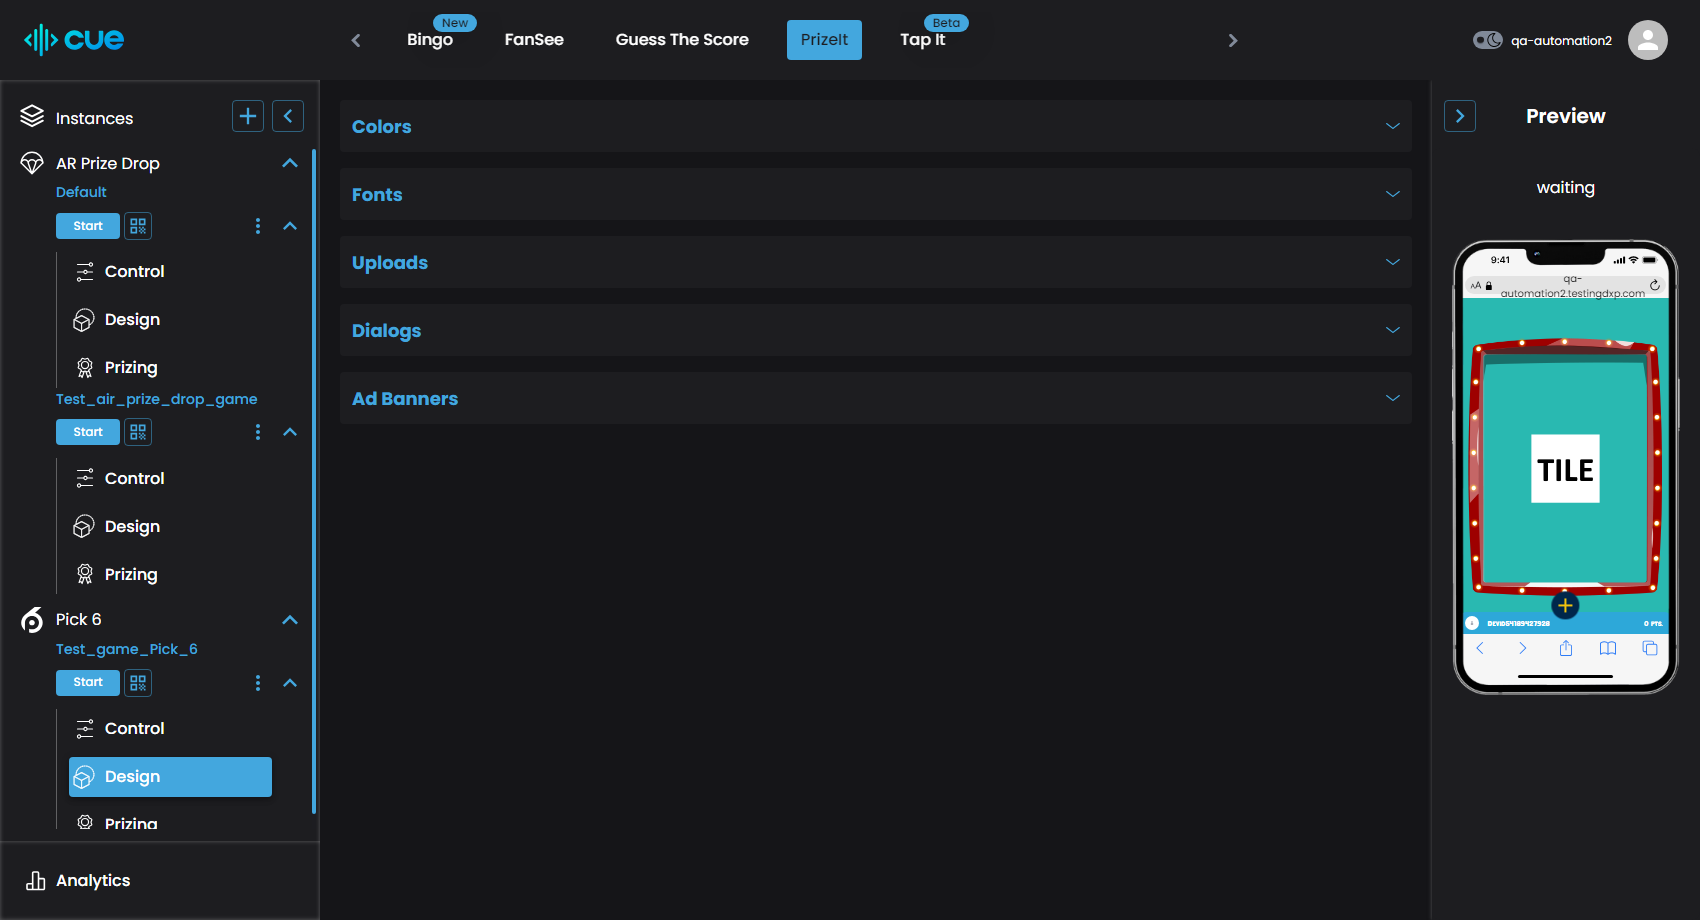 cue
New
Bingo
FanSee
Guess The Score
PrizeIt
Beta
Tap It
qa-automation2
Instances
AR Prize Drop
Default
Start
Control
Design
Prizing
Test_air_prize_drop_game
Start
Control
Design
Prizing
Pick 6
Test_game_Pick_6
Start
Control
Design
Prizing
Analytics
Colors
Fonts
Uploads
Dialogs
Ad Banners
Preview
waiting
9:41
AA
qa-
automation2.testingdxp.com
TILE
0 PTS.